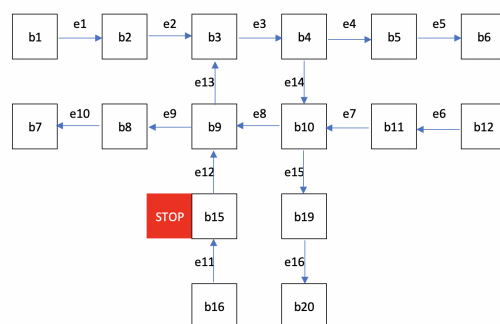 e1 e2 e3 e4 e5
b1 b2 b3 b4 b5 b6
e13 e14
e10 e9 e8 e7 e6
b7 b8 b9 b10 b11 b12
e12 e15
STOP b15 b19
e11 e16
b16 b20